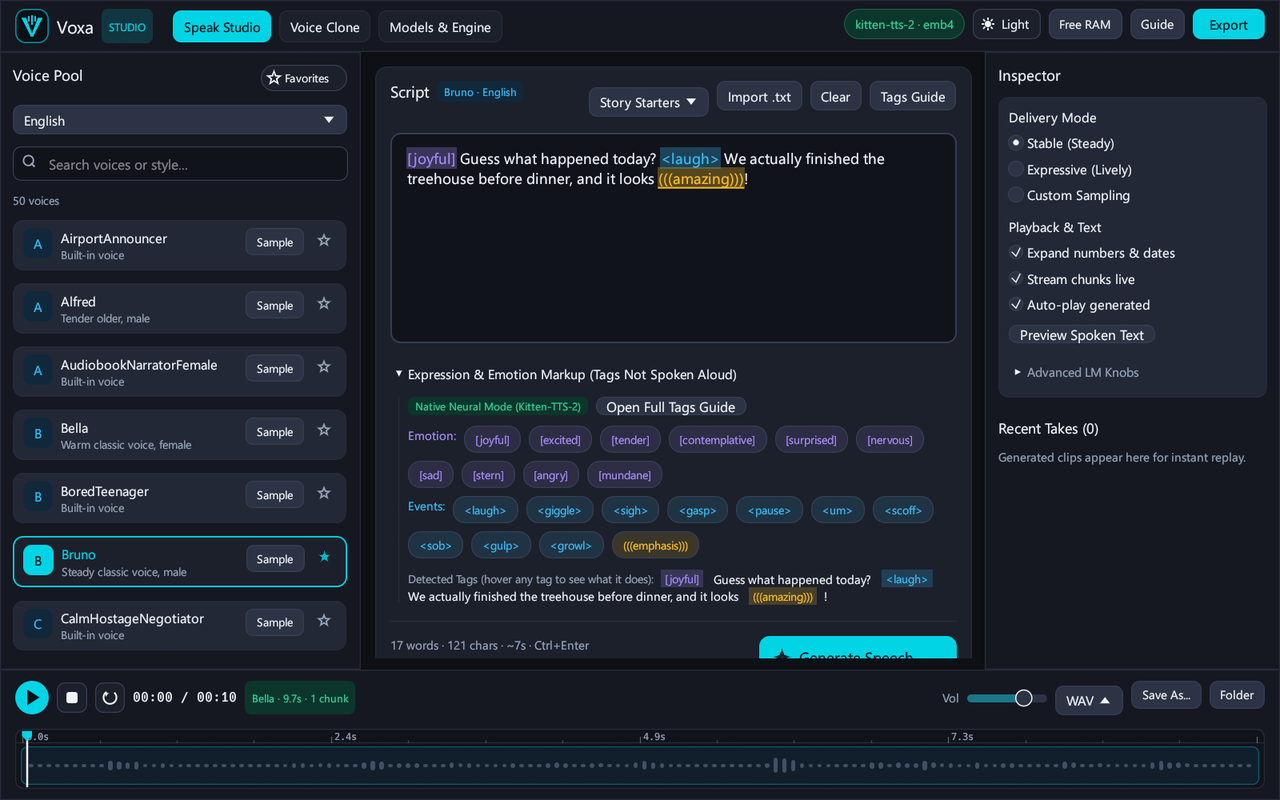 Voxa STUDIO Speak Studio Voice Clone Models & Engine kitten-tts-2 · emb4 Light Free RAM Guide Export
Voice Pool Favorites
English
Search voices or style...
50 voices
A AirportAnnouncer Sample
Built-in voice
A Alfred Sample
Tender older, male
A AudiobookNarratorFemale Sample
Built-in voice
B Bella Sample
Warm classic voice, female
B BoredTeenager Sample
Built-in voice
B Bruno Sample
Steady classic voice, male
C CalmHostageNegotiator Sample
Built-in voice
Script Bruno · English Story Starters Import .txt Clear Tags Guide
[joyful] Guess what happened today? <laugh> We actually finished the
treehouse before dinner, and it looks (((amazing)))!
Expression & Emotion Markup (Tags Not Spoken Aloud)
Native Neural Mode (Kitten-TTS-2) Open Full Tags Guide
Emotion: [joyful] [excited] [tender] [contemplative] [surprised] [nervous]
[sad] [stern] [angry] [mundane]
Events: <laugh> <giggle> <sigh> <gasp> <pause> <um> <scoff>
<sob> <gulp> <growl> (((emphasis)))
Detected Tags (hover any tag to see what it does): [joyful] Guess what happened today? <laugh>
We actually finished the treehouse before dinner, and it looks (((amazing))) !
17 words · 121 chars · ~7s · Ctrl+Enter Generate Speech
Inspector
Delivery Mode
Stable (Steady)
Expressive (Lively)
Custom Sampling
Playback & Text
Expand numbers & dates
Stream chunks live
Auto-play generated
Preview Spoken Text
Advanced LM Knobs
Recent Takes (0)
Generated clips appear here for instant replay.
00:00 / 00:10 Bella · 9.7s · 1 chunk Vol WAV Save As... Folder
.0s 2.4s 4.9s 7.3s